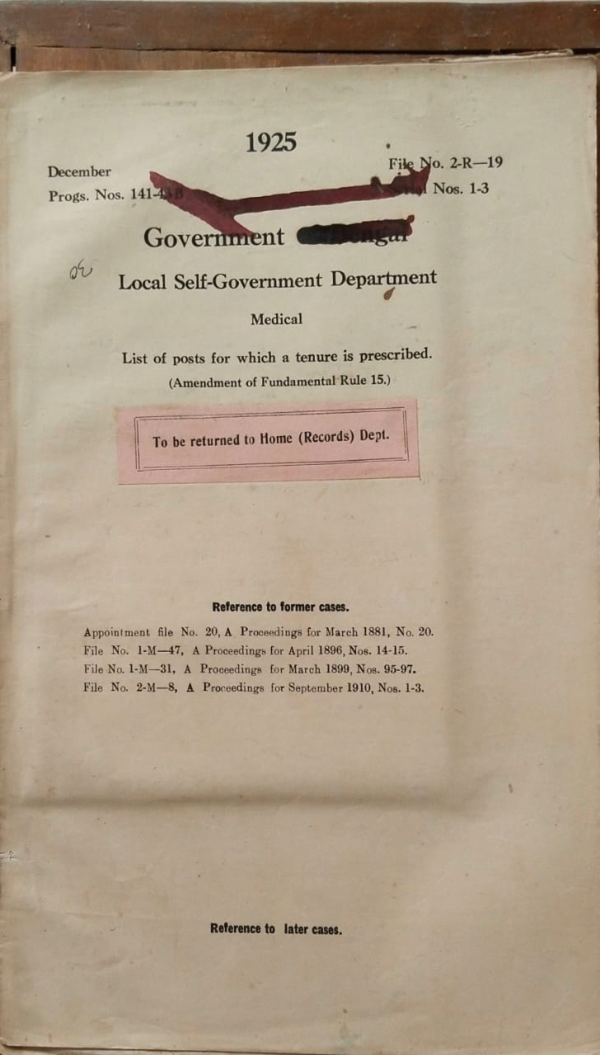 1925
December
File No. 2-R—19
Progs. Nos. 141-
Nos. 1-3
Government
Local Self-Government Department
Medical
List of posts for which a tenure is prescribed.
(Amendment of Fundamental Rule 15.)
To be returned to Home (Records) Dept.
Reference to former cases.
Appointment file No. 20, A Proceedings for March 1881, No. 20.
File No. 1-M—47, A Proceedings for April 1896, Nos. 14-15.
File No. 1-M—31, A Proceedings for March 1899, Nos. 95-97.
File No. 2-M—8, A Proceedings for September 1910, Nos. 1-3.
Reference to later cases.